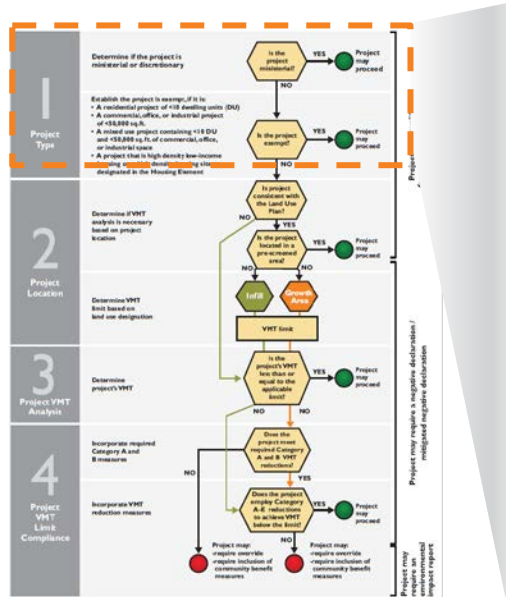 1
Project
Type
Determine if the project is
ministerial or discretionary
Is the
project
ministerial?
YES
Project
may
proceed
NO
Establish the project is exempt, if it is:
• A residential project of <10 dwelling units (DU)
• A commercial, office, or industrial project
of <50,000 sq.ft.
• A mixed use project containing <10 DU
and <50,000 sq.ft. of commercial, office,
or industrial space
• A project that is high density low-income
designated in the Housing Element
Is the project
exempt?
YES
Project
may
proceed
NO
2
Project
Location
Determine if VMT
analysis is necessary
based on project
location
Is project
consistent with
the Land Use
Plan?
NO
YES
Is the project
located in a
pre-screened
area?
YES
Project
may
proceed
NO
NO
Determine VMT
limit based on
land use designation
Infill
Growth
Area
VMT limit
3
Project VMT
Analysis
Determine
project's VMT
Is the
project's VMT
less than or
equal to the
applicable
limit?
YES
Project
may
proceed
NO
NO
4
Project
VMT
Limit
Compliance
Incorporate required
Category A and
B measures
Does the
project meet
required Category
A and B VMT
reductions?
NO
YES
Incorporate VMT
reduction measures
Does the project
employ Category
A-E reductions
to achieve VMT
below the limit?
YES
Project
may
proceed
NO
Project may:
-require override
-require inclusion of
community benefit
measures
Project may:
-require override
-require inclusion of
community benefit
measures
Project may require a negative declaration /
mitigated negative declaration
Project may
require an
environmental
impact report